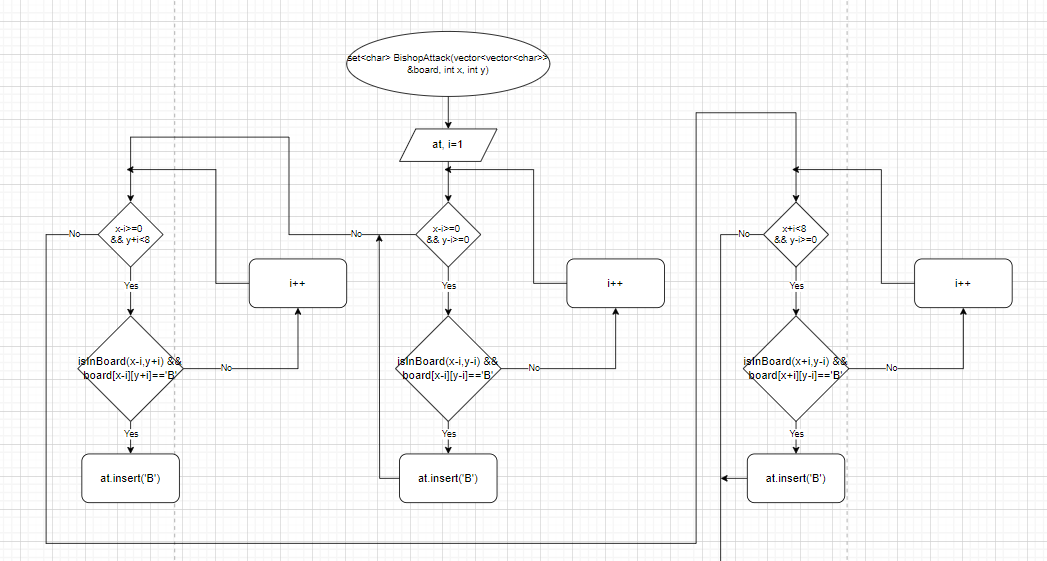 set<char> BishopAttack(vector<vector<char>>
&board, int x, int y)
at, i=1
x-i>=0
&& y+i<8
No
Yes
i++
isInBoard(x-i,y+i) &&
board[x-i][y+i]=='B'
No
Yes
at.insert('B')
x-i>=0
&& y-i>=0
No
Yes
i++
isInBoard(x-i,y-i) &&
board[x-i][y-i]=='B'
No
Yes
at.insert('B')
x+i<8
&& y-i>=0
No
Yes
i++
isInBoard(x+i,y-i) &&
board[x+i][y-i]=='B'
No
Yes
at.insert('B')